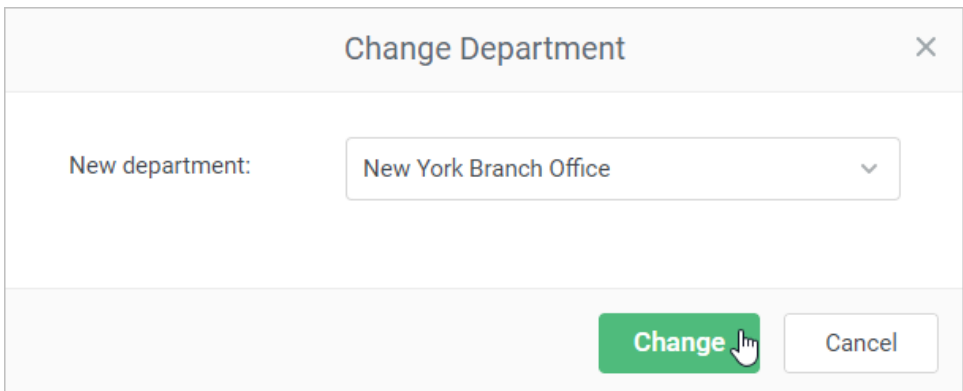 Change Department
New department:
New York Branch Office
Change
Cancel